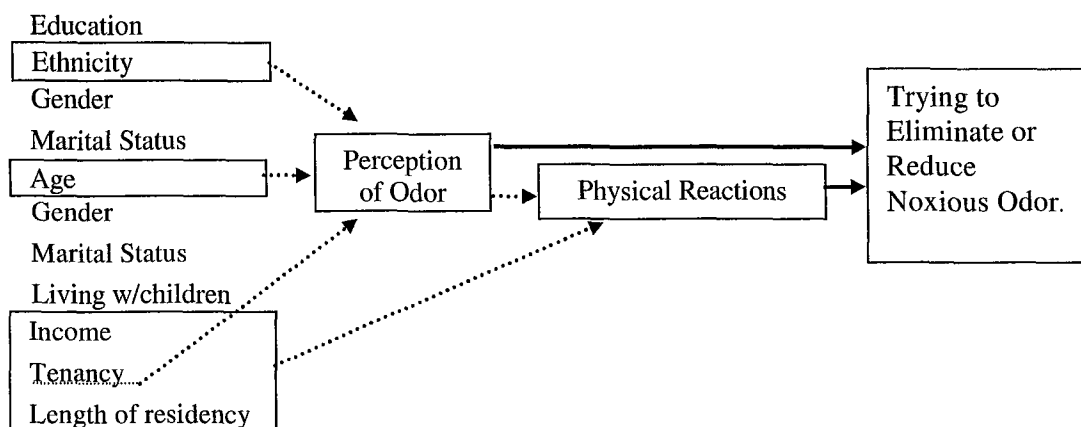 Education
Ethnicity
Gender
Marital Status
Age
Gender
Marital Status
Living w/children
Income
Tenancy
Length of residency
Perception
of Odor
Physical Reactions
Trying to
Eliminate or
Reduce
Noxious Odor.